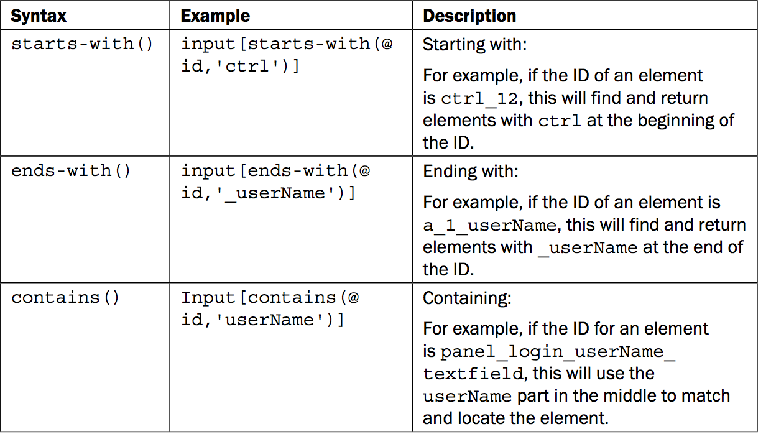 Syntax Example Description
starts-with() input[starts-with(@ Starting with:
id,'ctrl')]
For example, if the ID of an element
is ctrl_12, this will find and return
elements with ctrl at the beginning of
the ID.
ends-with() input[ends-with(@ Ending with:
id,'_userName')]
For example, if the ID of an element is
a_1_userName, this will find and return
elements with _userName at the end of
the ID.
contains() Input[contains(@ Containing:
id,'userName')]
For example, if the ID for an element
is panel_login_userName_
textfield, this will use the
userName part in the middle to match
and locate the element.